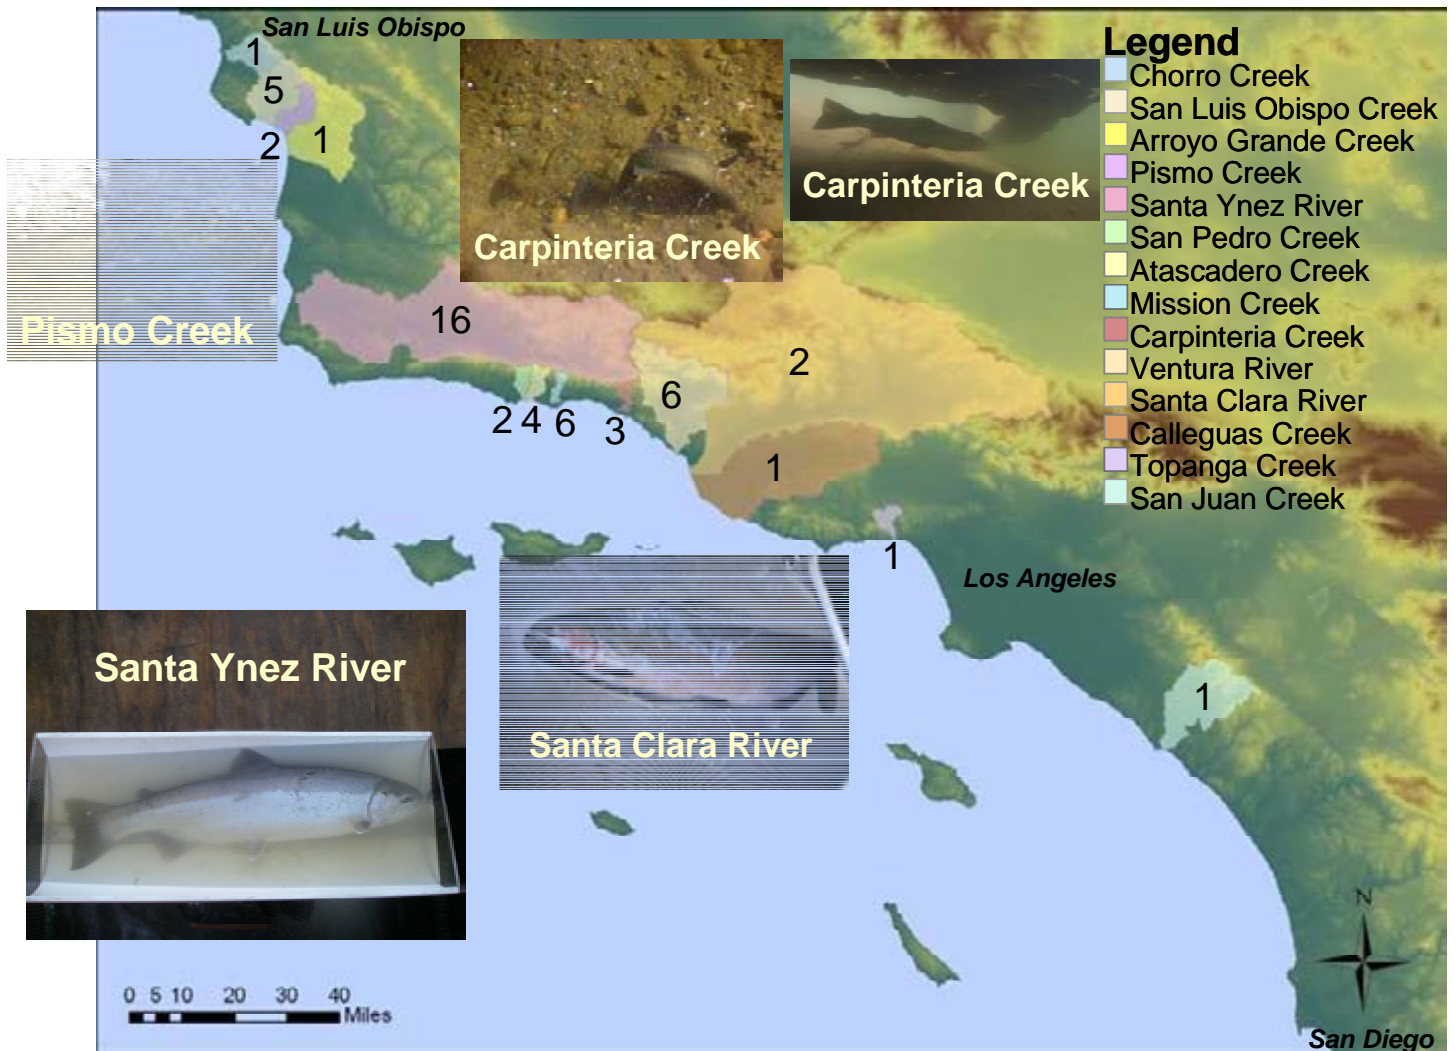 San Luis Obispo
1
5
2
1
Pismo Creek
Carpinteria Creek
Carpinteria Creek
Legend
Chorro Creek
San Luis Obispo Creek
Arroyo Grande Creek
Pismo Creek
Santa Ynez River
San Pedro Creek
Atascadero Creek
Mission Creek
Carpinteria Creek
Ventura River
Santa Clara River
Calleguas Creek
Topanga Creek
San Juan Creek
16
2
6
2 4 6 3
1
1
Los Angeles
Santa Ynez River
Santa Clara River
1
N
0 5 10 20 30 40
Miles
San Diego